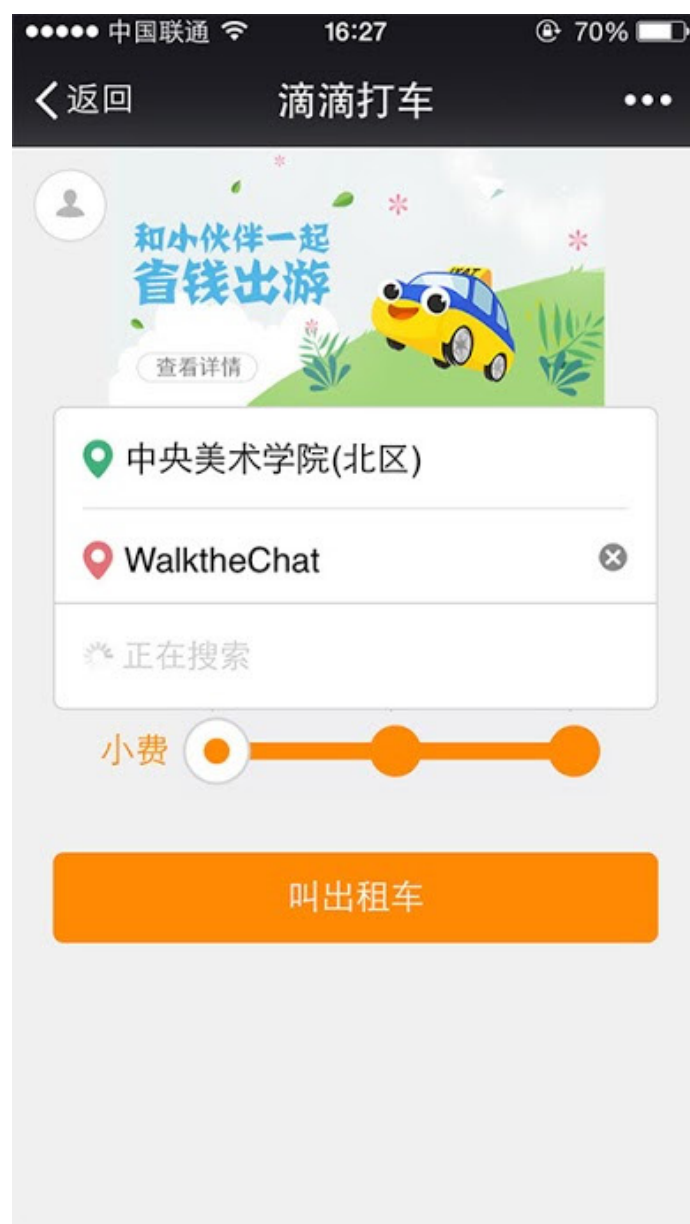 中国联通 16:27 70%
返回 滴滴打车
和小伙伴一起
省钱出游
查看详情
中央美术学院(北区)
WalktheChat
正在搜索
小费
叫出租车